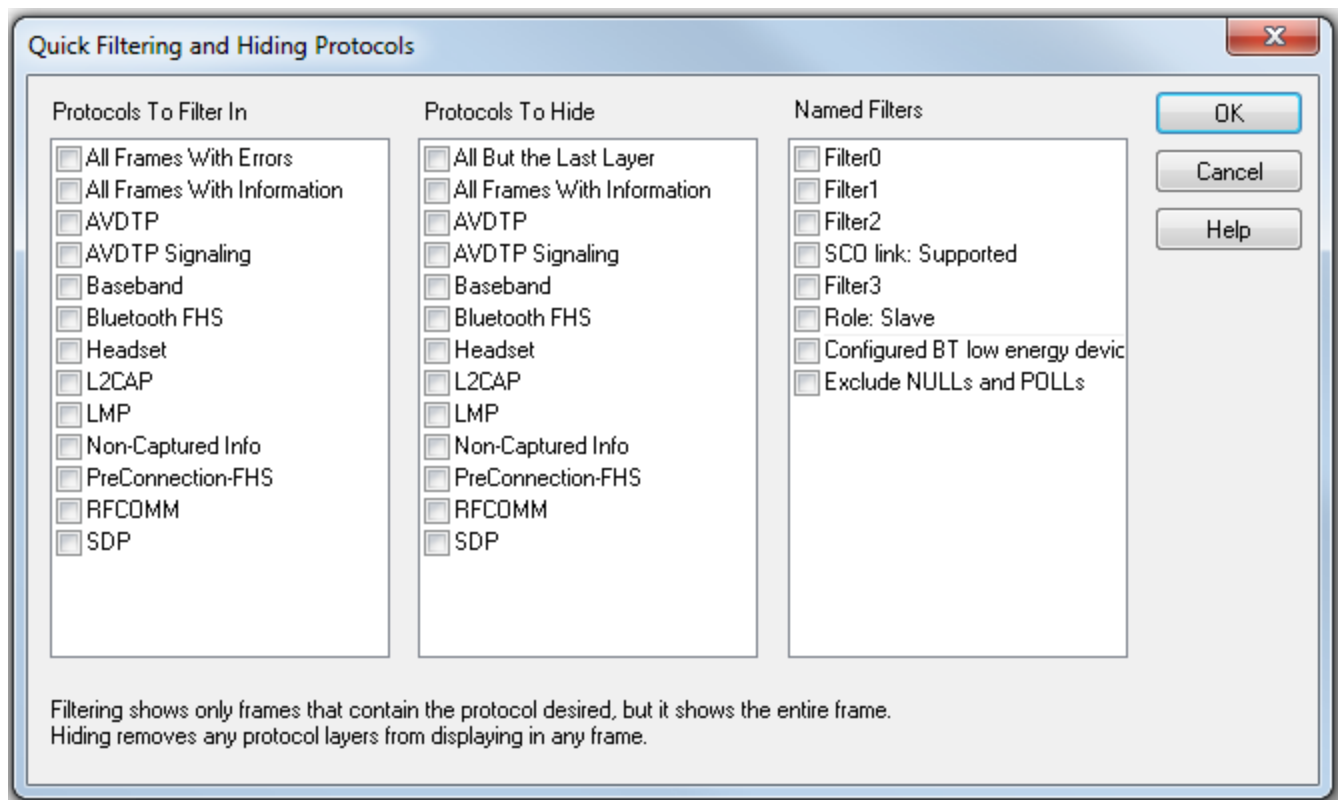 Quick Filtering and Hiding Protocols
Protocols To Filter In
All Frames With Errors
All Frames With Information
AVDTP
AVDTP Signaling
Baseband
Bluetooth FHS
Headset
L2CAP
LMP
Non-Captured Info
PreConnection-FHS
RFCOMM
SDP
Protocols To Hide
All But the Last Layer
All Frames With Information
AVDTP
AVDTP Signaling
Baseband
Bluetooth FHS
Headset
L2CAP
LMP
Non-Captured Info
PreConnection-FHS
RFCOMM
SDP
Named Filters
Filter0
Filter1
Filter2
SCO link: Supported
Filter3
Role: Slave
Configured BT low energy devic
Exclude NULLs and POLLs
OK
Cancel
Help
Filtering shows only frames that contain the protocol desired, but it shows the entire frame.
Hiding removes any protocol layers from displaying in any frame.